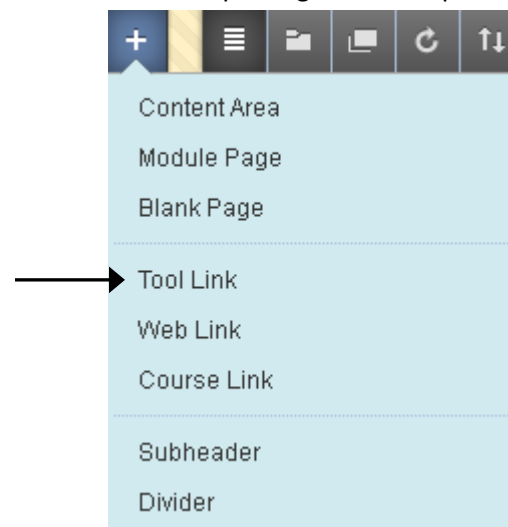 Content Area
Module Page
Blank Page
Tool Link
Web Link
Course Link
Subheader
Divider